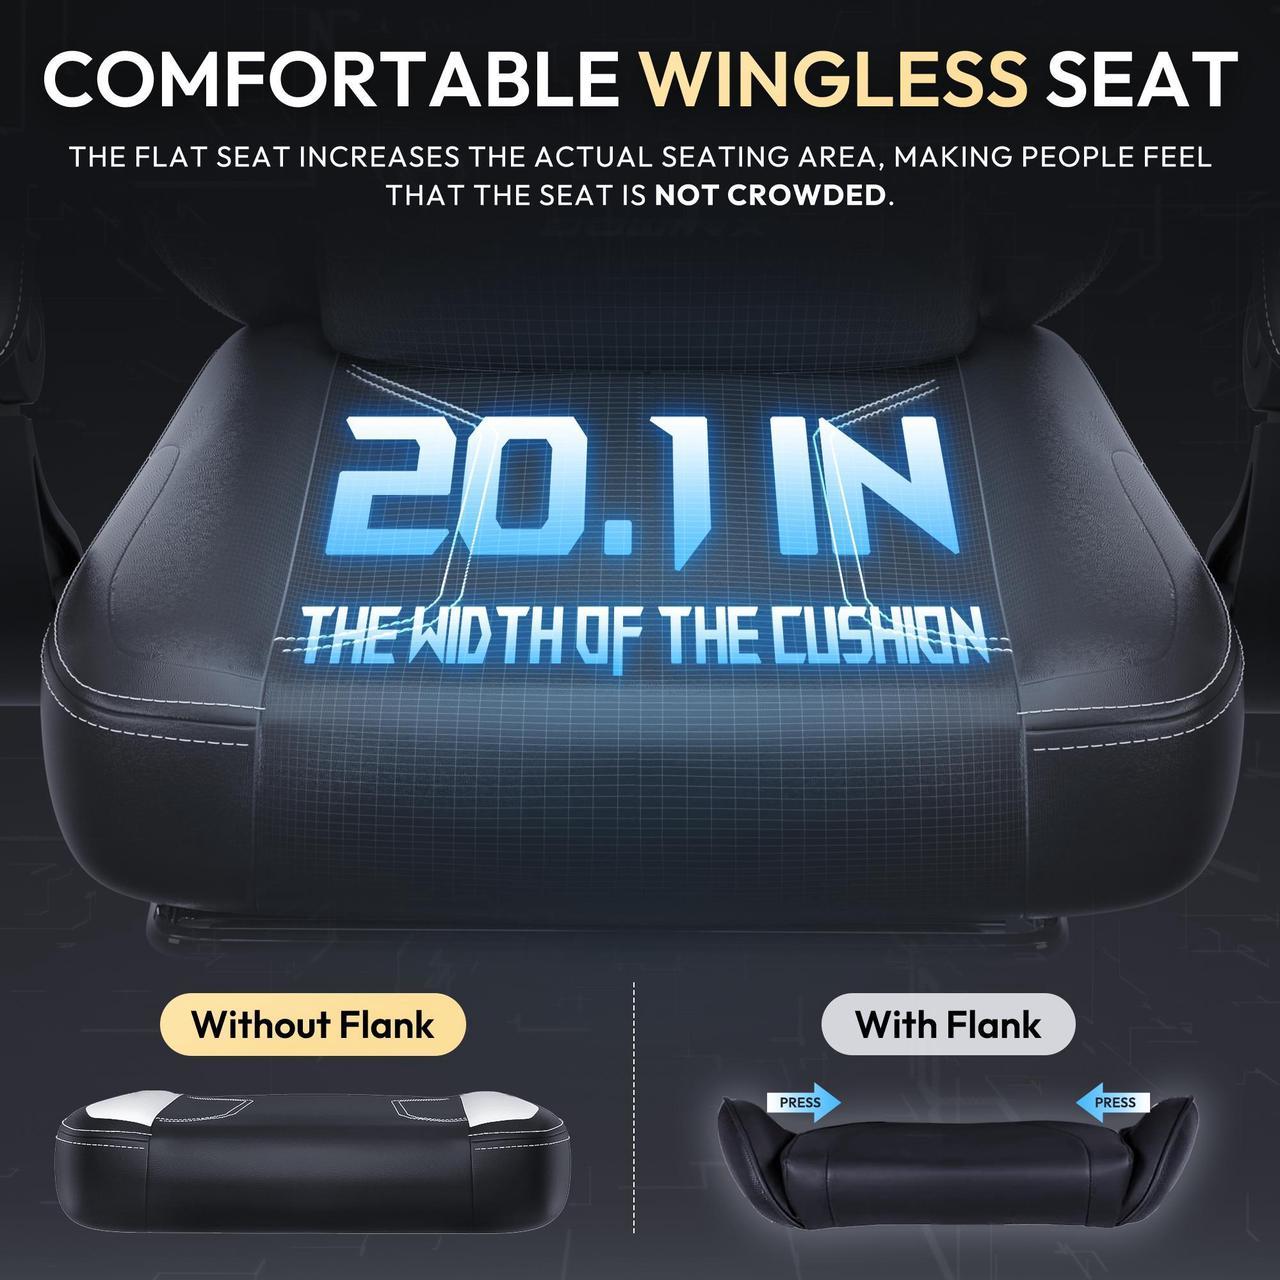 COMFORTABLE WINGLESS SEAT
THE FLAT SEAT INCREASES THE ACTUAL SEATING AREA, MAKING PEOPLE FEEL
THAT THE SEAT IS NOT CROWDED.
20.1 IN
THE WIDTH OF THE CUSHION
Without Flank
With Flank
PRESS
PRESS